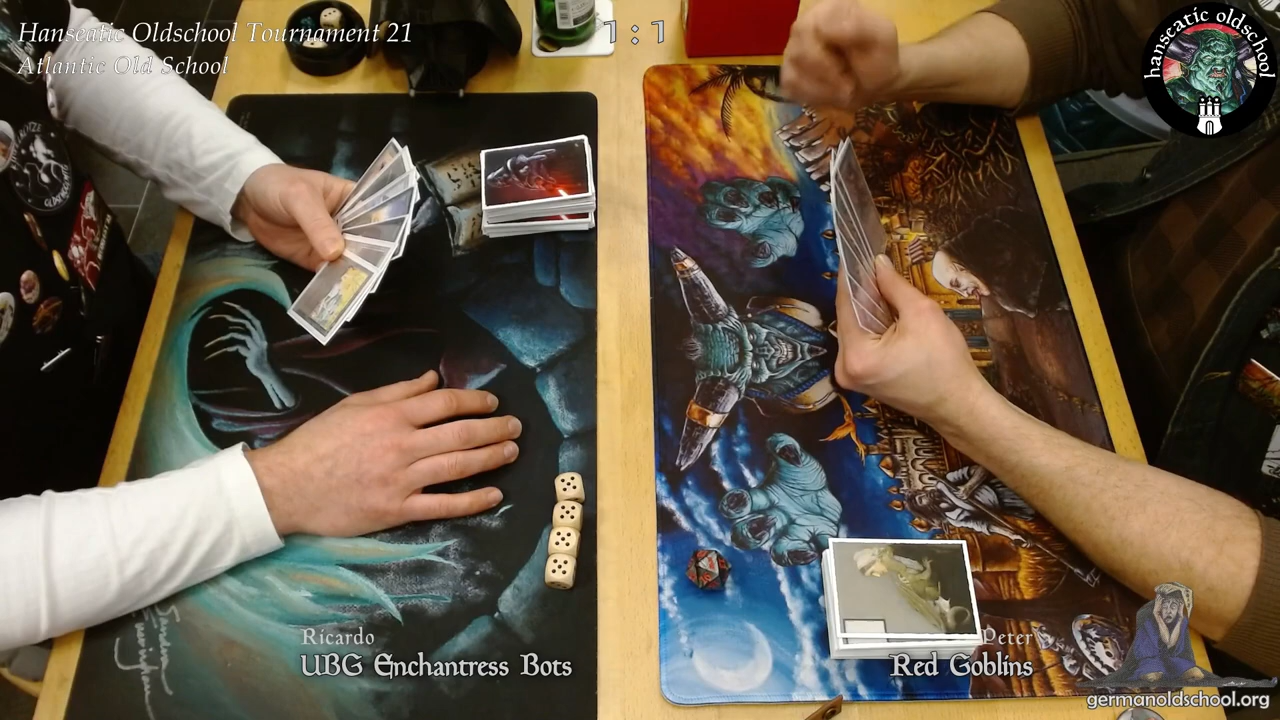 Hanseatic Oldschool Tournament 21
Atlantic Old School
1 : 1
hanseatic oldschool
Ricardo
UBG Enchantress Bots
Peter
Red Goblins
germanoldschool.org